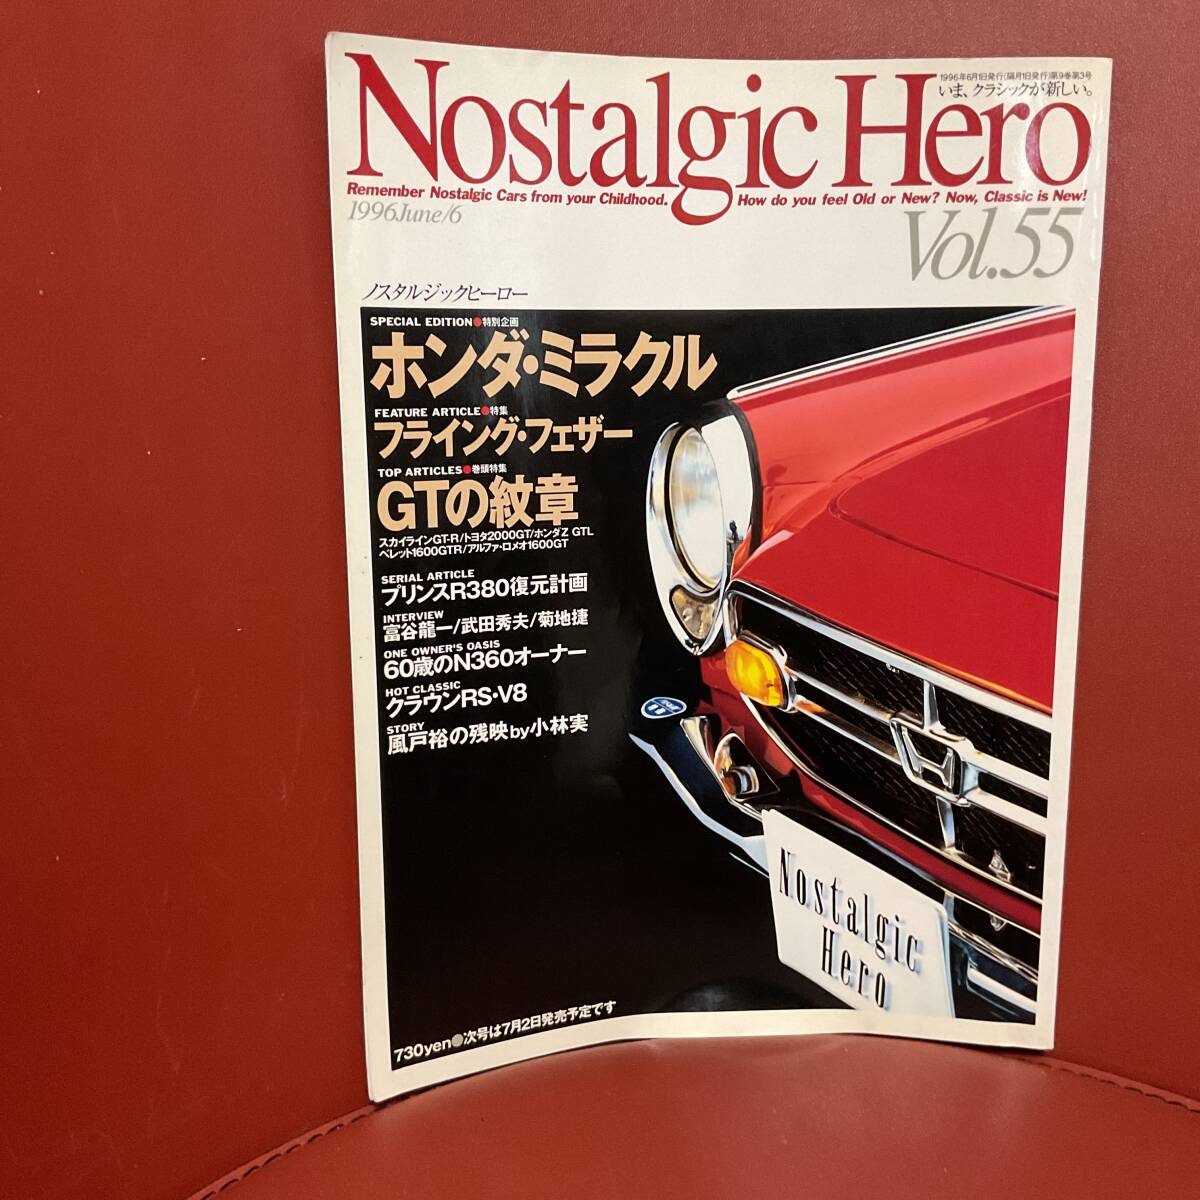 1996年6月1日発行(隔月1日発行)第9巻第3号
いま、クラシックが新しい。
Nostalgic Hero
Remember Nostalgic Cars from your Childhood. How do you feel Old or New? Now, Classic is New!
1996 June/6
Vol.55
ノスタルジックヒーロー
SPECIAL EDITION●特別企画
ホンダ・ミラクル
FEATURE ARTICLE●特集
フライング・フェザー
TOP ARTICLES●巻頭特集
GTの紋章
スカイラインGT-R/トヨタ2000GT/ホンダZ GTL
ベレット1600GTR/アルファ・ロメオ1600GT
SERIAL ARTICLE
プリンスR380復元計画
INTERVIEW
富谷龍一/武田秀夫/菊地捷
ONE OWNER'S OASIS
60歳のN360オーナー
HOT CLASSIC
クラウンRS・V8
STORY
風戸裕の残映by小林実
Nostalgic
Hero
730yen●次号は7月2日発売予定です